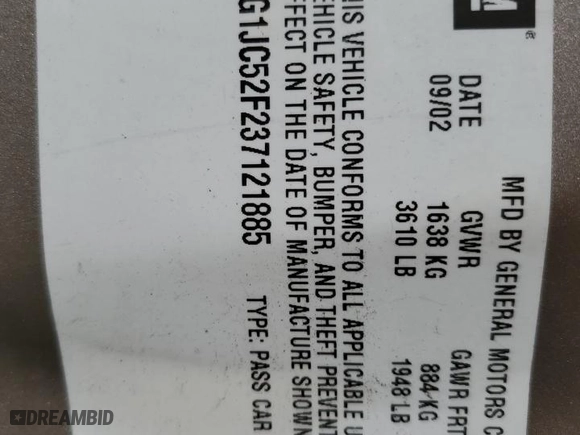 M ®
MFD BY GENERAL MOTORS C
DATE GVWR GAWR FRT
09/02 1638 KG 884 KG
3610 LB 1948 LB
IS VEHICLE CONFORMS TO ALL APPLICABLE U
EHICLE SAFETY, BUMPER, AND THEFT PREVENT
FFECT ON THE DATE OF MANUFACTURE SHOWN
G1JC52F237121885 TYPE: PASS CAR
DREAMBID